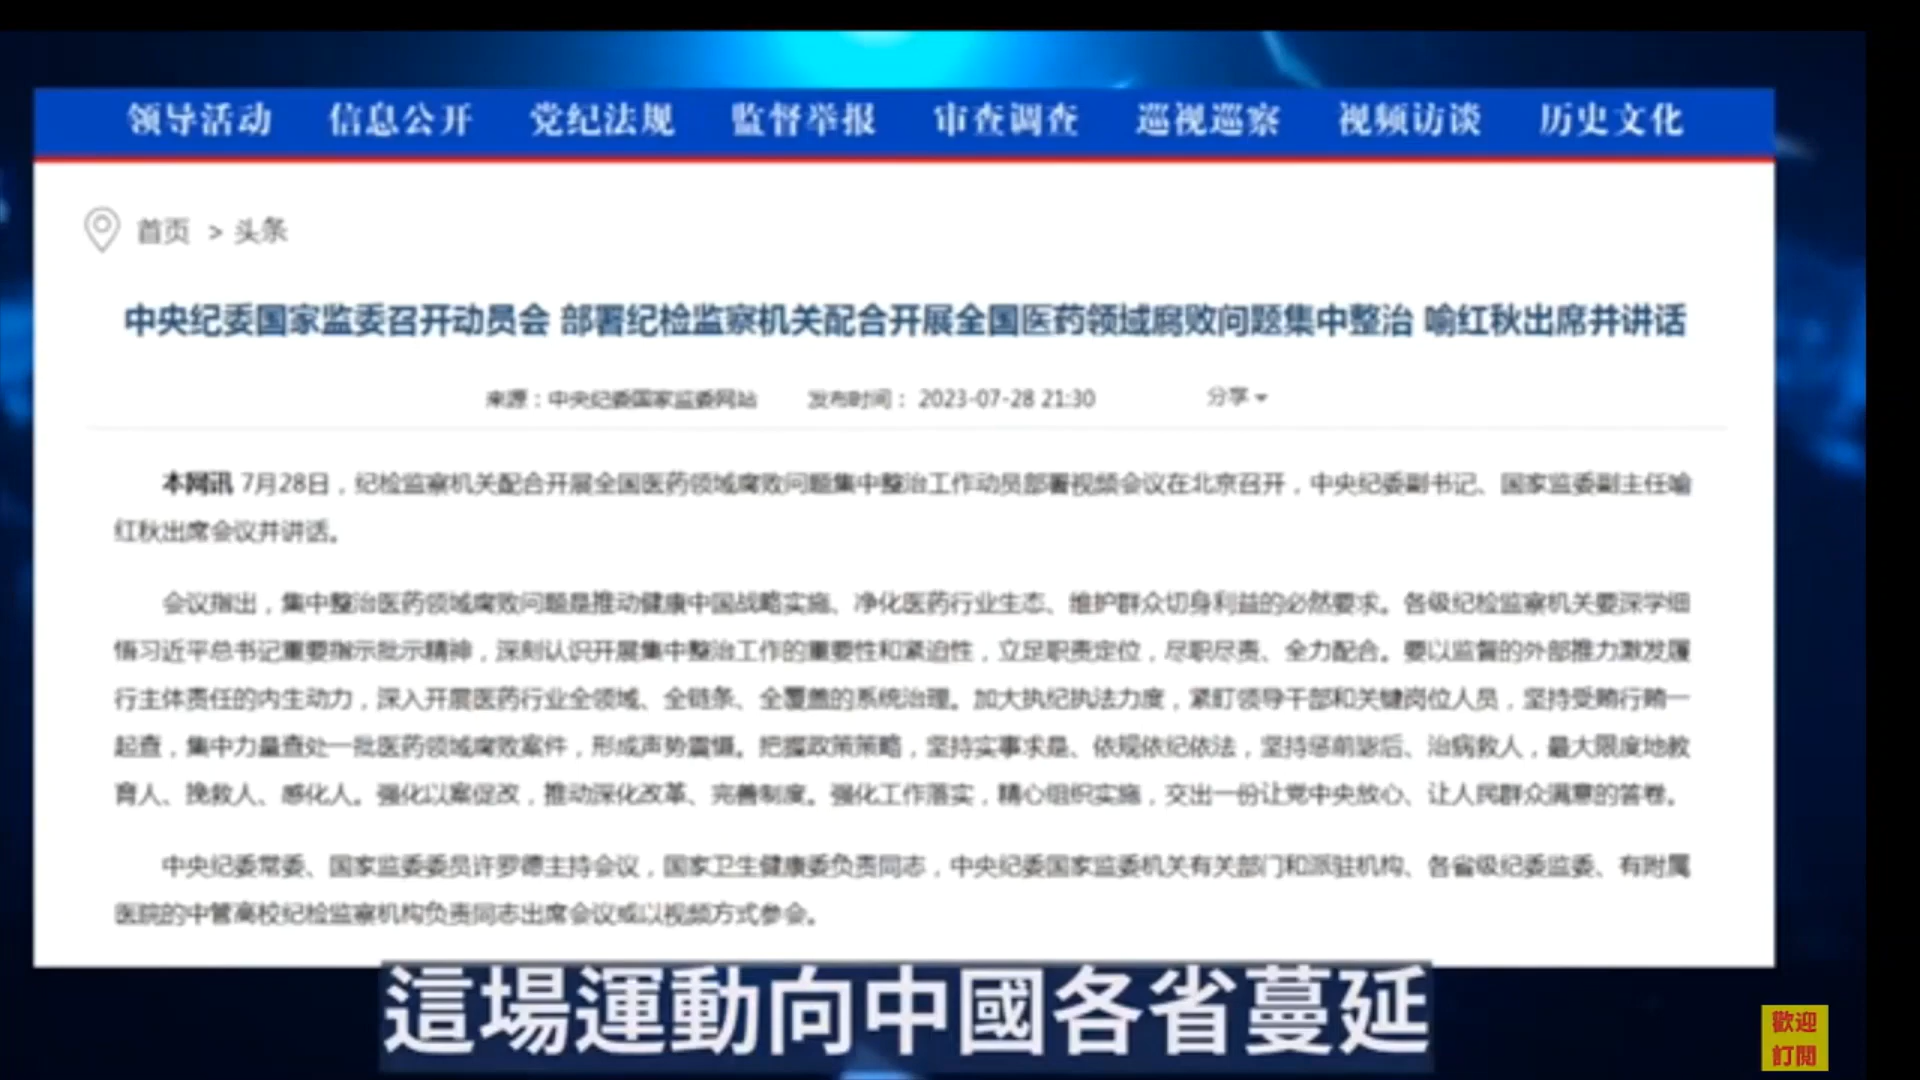 领导活动 信息公开 党纪法规 监督举报 审查调查 巡视巡察 视频访谈 历史文化
首页 > 头条
中央纪委国家监委召开动员会 部署纪检监察机关配合开展全国医药领域腐败问题集中整治 喻红秋出席并讲话
来源：中央纪委国家监委网站 发布时间： 2023-07-28 21:30 分享
本网讯 7月28日，纪检监察机关配合开展全国医药领域腐败问题集中整治工作动员部署视频会议在北京召开，中央纪委副书记、国家监委副主任喻
红秋出席会议并讲话。
会议指出，集中整治医药领域腐败问题是推动健康中国战略实施、净化医药行业生态、维护群众切身利益的必然要求。各级纪检监察机关要深学细
悟习近平总书记重要指示批示精神，深刻认识开展集中整治工作的重要性和紧迫性，立足职责定位，尽职尽责、全力配合。要以监督的外部推力激发履
行主体责任的内生动力，深入开展医药行业全领域、全链条、全覆盖的系统治理。加大执纪执法力度，紧盯领导干部和关键岗位人员，坚持受贿行贿一
起查，集中力量查处一批医药领域腐败案件，形成声势震慑。把握政策策略，坚持实事求是、依规依纪依法，坚持惩前毖后、治病救人，最大限度地教
育人、挽救人、感化人。强化以案促改，推动深化改革、完善制度。强化工作落实，精心组织实施，交出一份让党中央放心、让人民群众满意的答卷。
中央纪委常委、国家监委委员许罗德主持会议，国家卫生健康委负责同志，中央纪委国家监委机关有关部门和派驻机构、各省级纪委监委、有附属
医院的中管高校纪检监察机构负责同志出席会议或以视频方式参会。
這場運動向中國各省蔓延
歡迎
訂閱